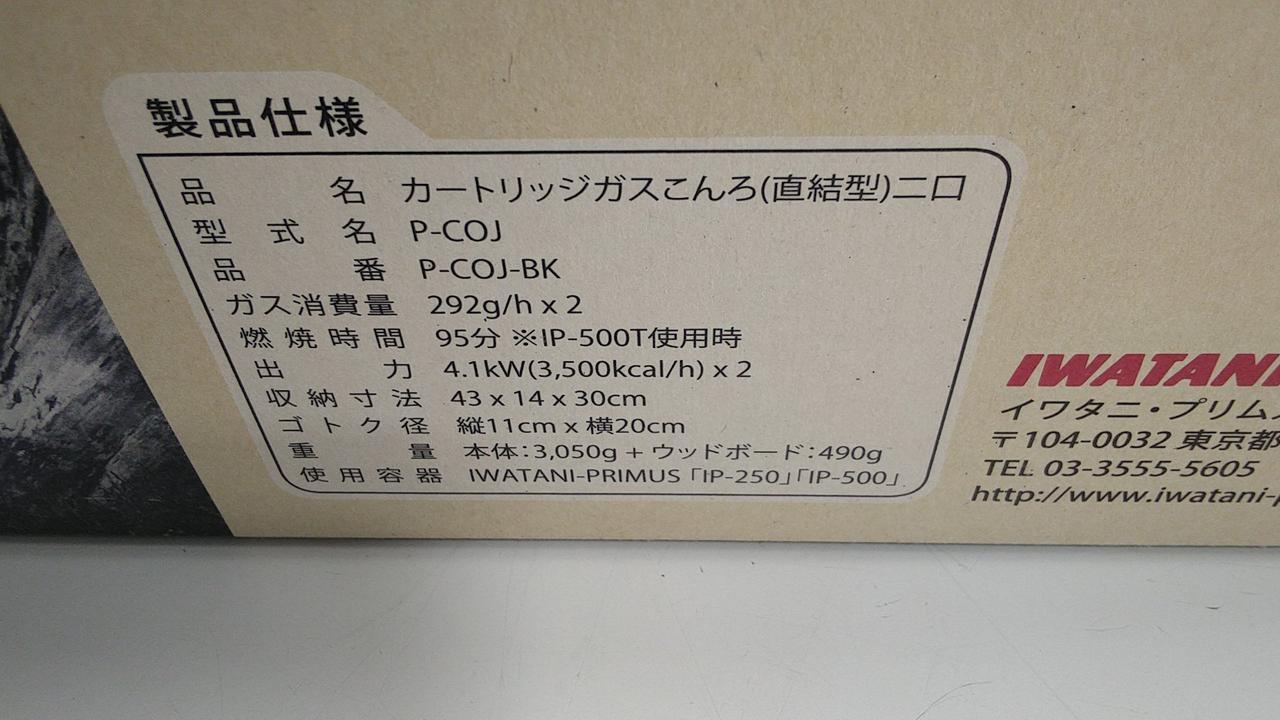 製品仕様
品名 カートリッジガスこんろ(直結型)二口
型式名 P-COJ
品番 P-COJ-BK
ガス消費量 292g/h x 2
燃焼時間 95分 ※IP-500T使用時
出力 4.1kW(3,500kcal/h) x 2
収納寸法 43 x 14 x 30cm
ゴトク径 縦11cm x 横20cm
重量 本体:3,050g + ウッドボード:490g
使用容器 IWATANI-PRIMUS「IP-250」「IP-500」
IWATANI
イワタニ・プリム
〒104-0032 東京都
TEL 03-3555-5605
http://www.iwatani-p